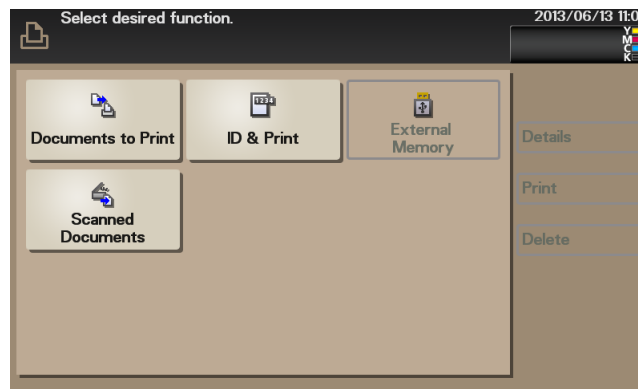 Select desired function.
2013/06/13 11:0
Y
M
C
K
Documents to Print
ID & Print
External
Memory
Details
Print
Scanned
Documents
Delete